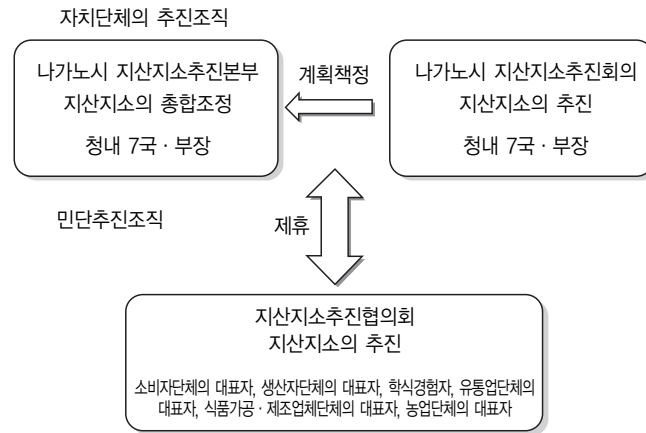 자치단체의 추진조직
나가노시 지산지소추진본부
지산지소의 총합조정
청내 7국 · 부장
계획책정
나가노시 지산지소추진회의
지산지소의 추진
청내 7국 · 부장
민단추진조직
제휴
지산지소추진협의회
지산지소의 추진
소비자단체의 대표자, 생산자단체의 대표자, 학식경험자, 유통업단체의
대표자, 식품가공 · 제조업체단체의 대표자, 농업단체의 대표자